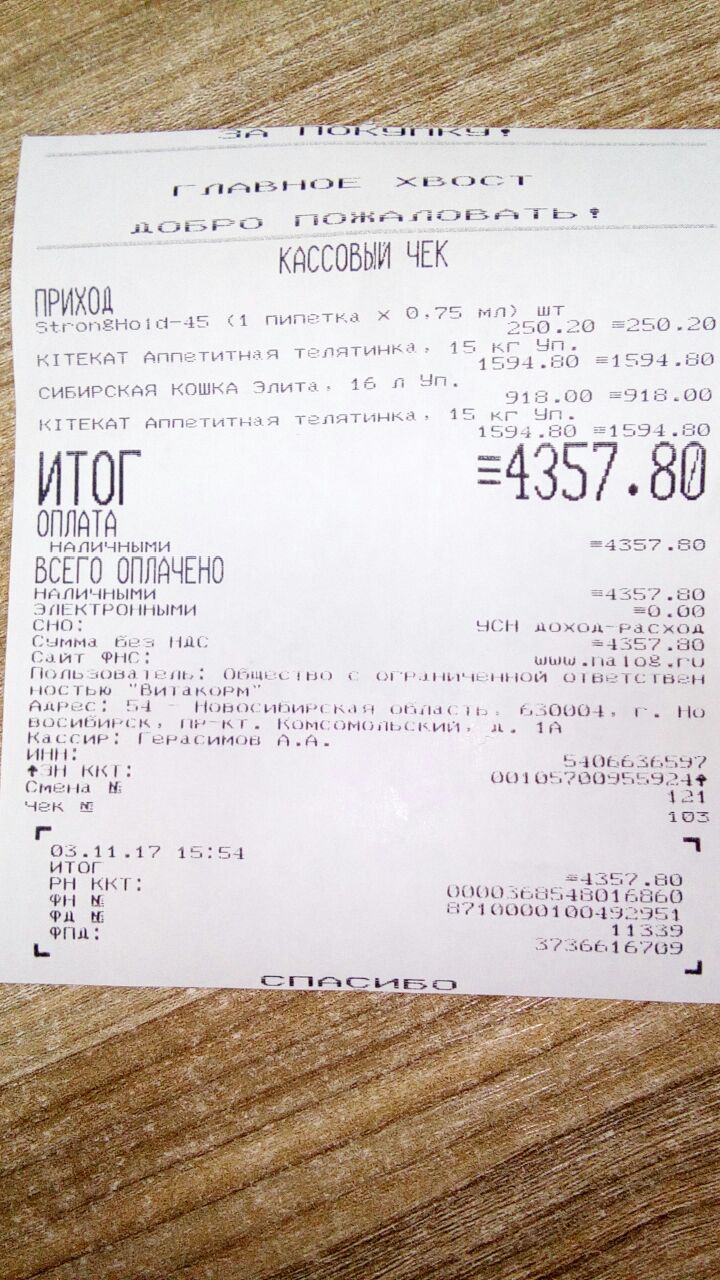 ЗА ПОКУПКУ!
ГЛАВНОЕ ХВОСТ
ДОБРО ПОЖАЛОВАТЬ!
КАССОВЫЙ ЧЕК
ПРИХОД
StrongHold-45 (1 пипетка x 0,75 мл) шт
250.20 =250.20
KITEKAT Аппетитная телятинка, 15 кг Уп.
1594.80 =1594.80
СИБИРСКАЯ КОШКА Элита, 16 л Уп.
918.00 =918.00
KITEKAT Аппетитная телятинка, 15 кг Уп.
1594.80 =1594.80
ИТОГ =4357.80
ОПЛАТА
НАЛИЧНЫМИ =4357.80
ВСЕГО ОПЛАЧЕНО
НАЛИЧНЫМИ =4357.80
ЭЛЕКТРОННЫМИ =0.00
СНО: УСН доход-расход
Сумма без НДС =4357.80
Сайт ФНС: www.nalog.ru
Пользователь: Общество с ограниченной ответствен
ностью "Витакорм"
Адрес: 54 - Новосибирская область, 630004, г. Но
восибирск, пр-кт. Комсомольский, д. 1А
Кассир: Герасимов А.А.
ИНН: 5406636597
↑ЗН ККТ: 00105700955924↑
Смена № 121
Чек № 103
03.11.17 15:54
ИТОГ =4357.80
РН ККТ: 0000368548016860
ФН № 8710000100492951
ФД № 11339
ФПД: 3736616709
СПАСИБО